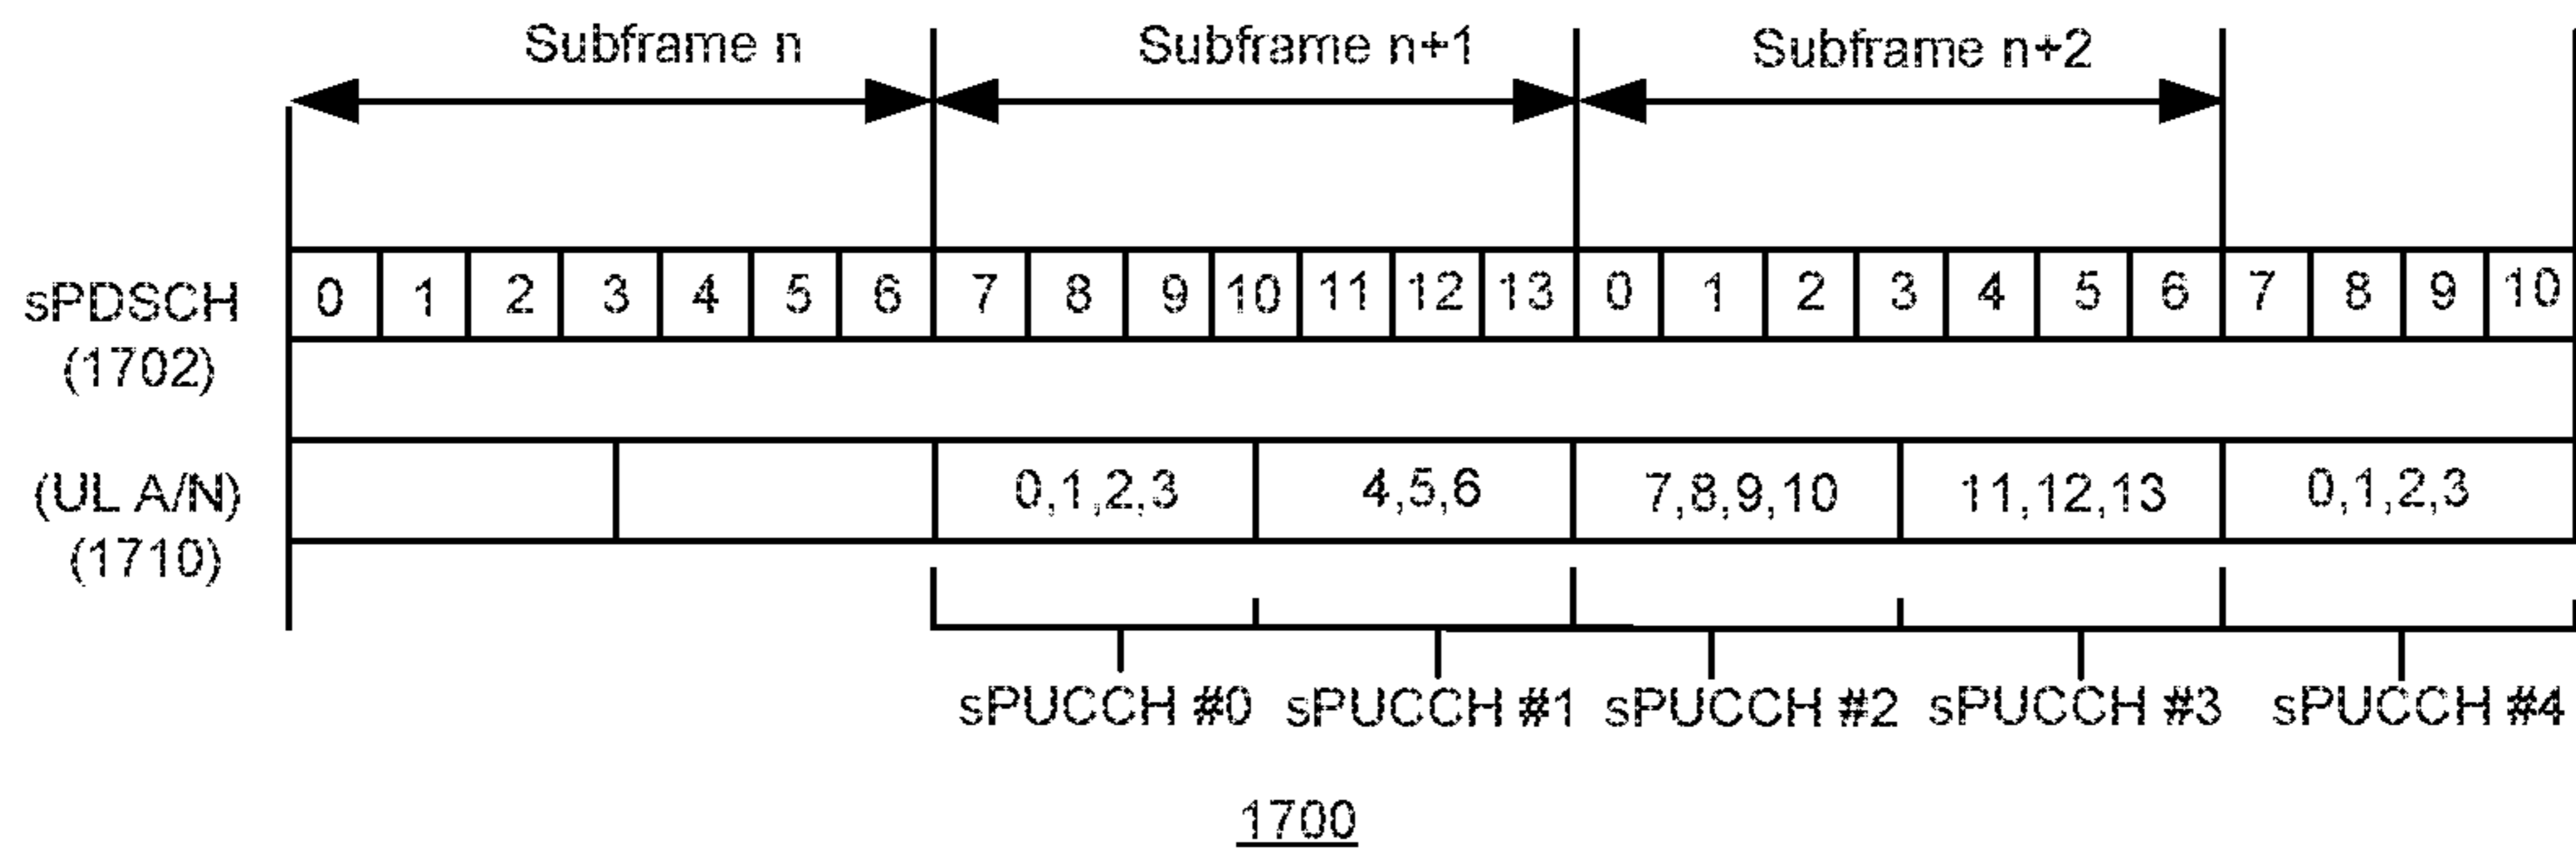 Subframe n Subframe n+1 Subframe n+2
sPDSCH 0 1 2 3 4 5 6 7 8 9 10 11 12 13 0 1 2 3 4 5 6 7 8 9 10
(1702)
(UL A/N) 0,1,2,3 4,5,6 7,8,9,10 11,12,13 0,1,2,3
(1710)
sPUCCH #0 sPUCCH #1 sPUCCH #2 sPUCCH #3 sPUCCH #4
1700